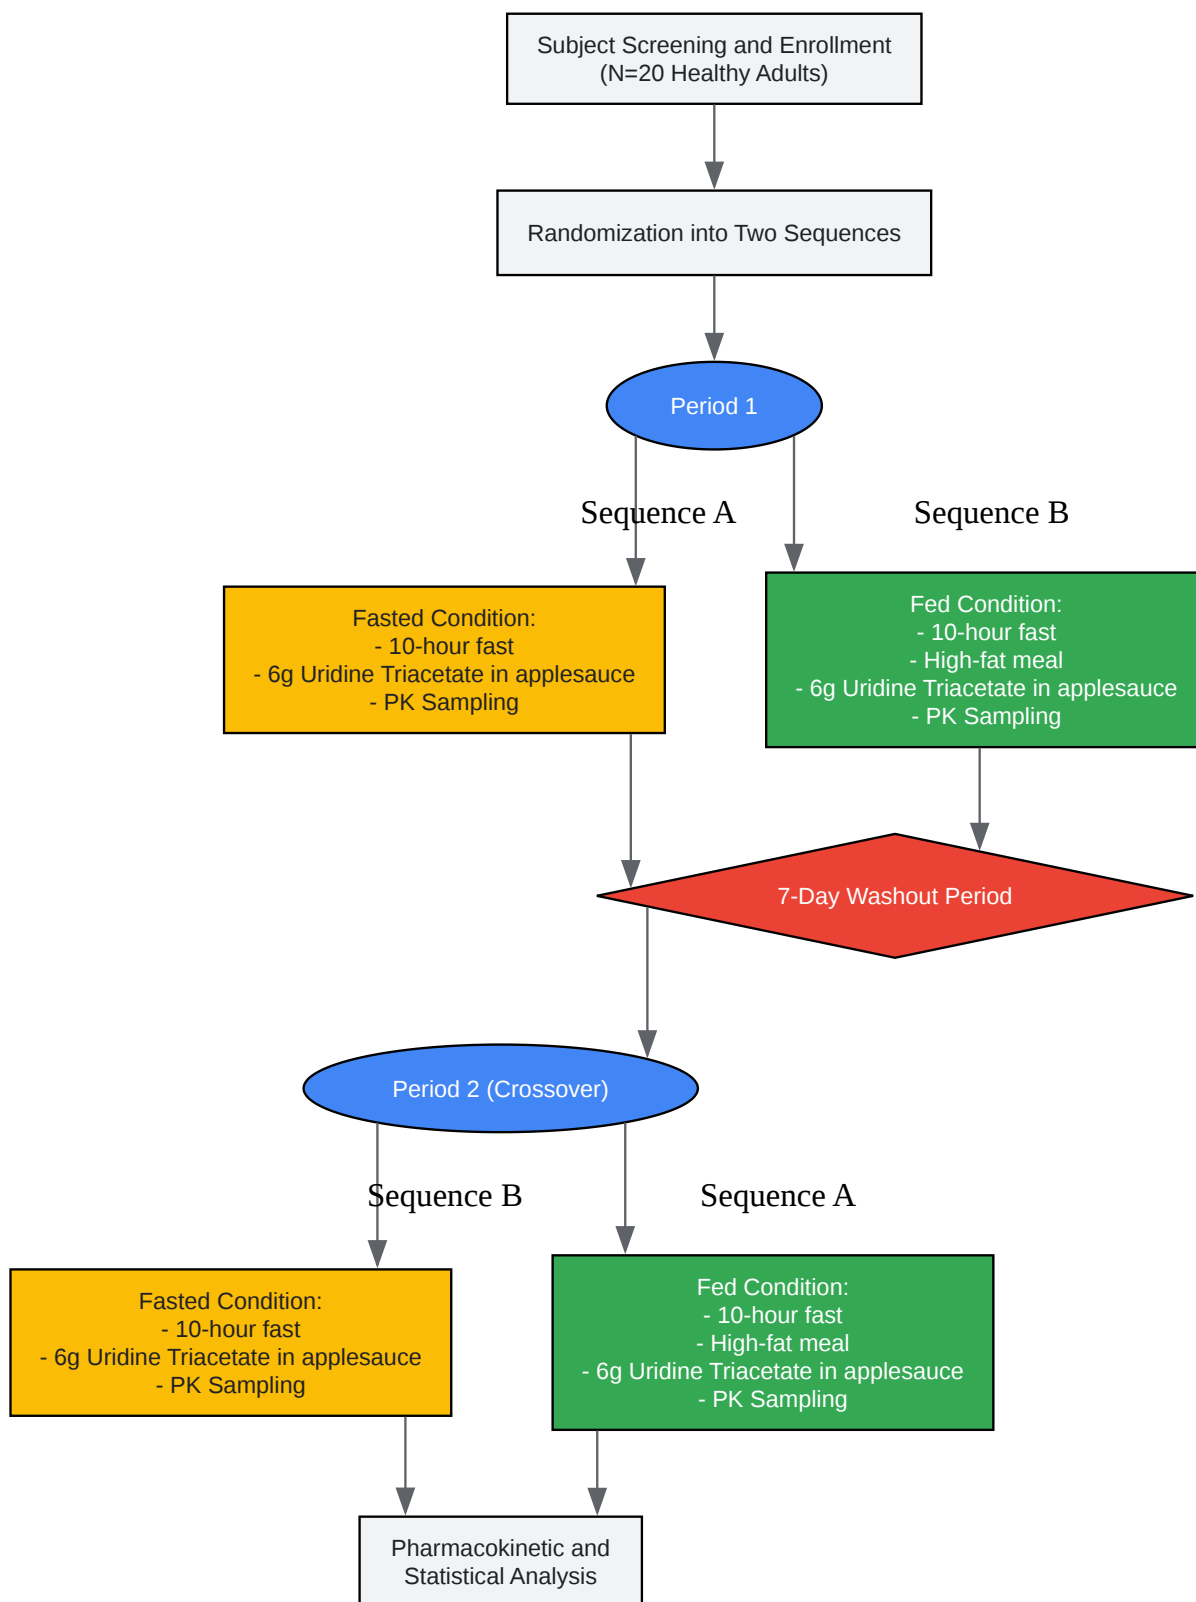 Subject Screening and Enrollment
(N=20 Healthy Adults)
Randomization into Two Sequences
Period 1
Sequence A
Sequence B
Fasted Condition:
- 10-hour fast
- 6g Uridine Triacetate in applesauce
- PK Sampling
Fed Condition:
- 10-hour fast
- High-fat meal
- 6g Uridine Triacetate in applesauce
- PK Sampling
7-Day Washout Period
Period 2 (Crossover)
Sequence B
Sequence A
Fasted Condition:
- 10-hour fast
- 6g Uridine Triacetate in applesauce
- PK Sampling
Fed Condition:
- 10-hour fast
- High-fat meal
- 6g Uridine Triacetate in applesauce
- PK Sampling
Pharmacokinetic and
Statistical Analysis